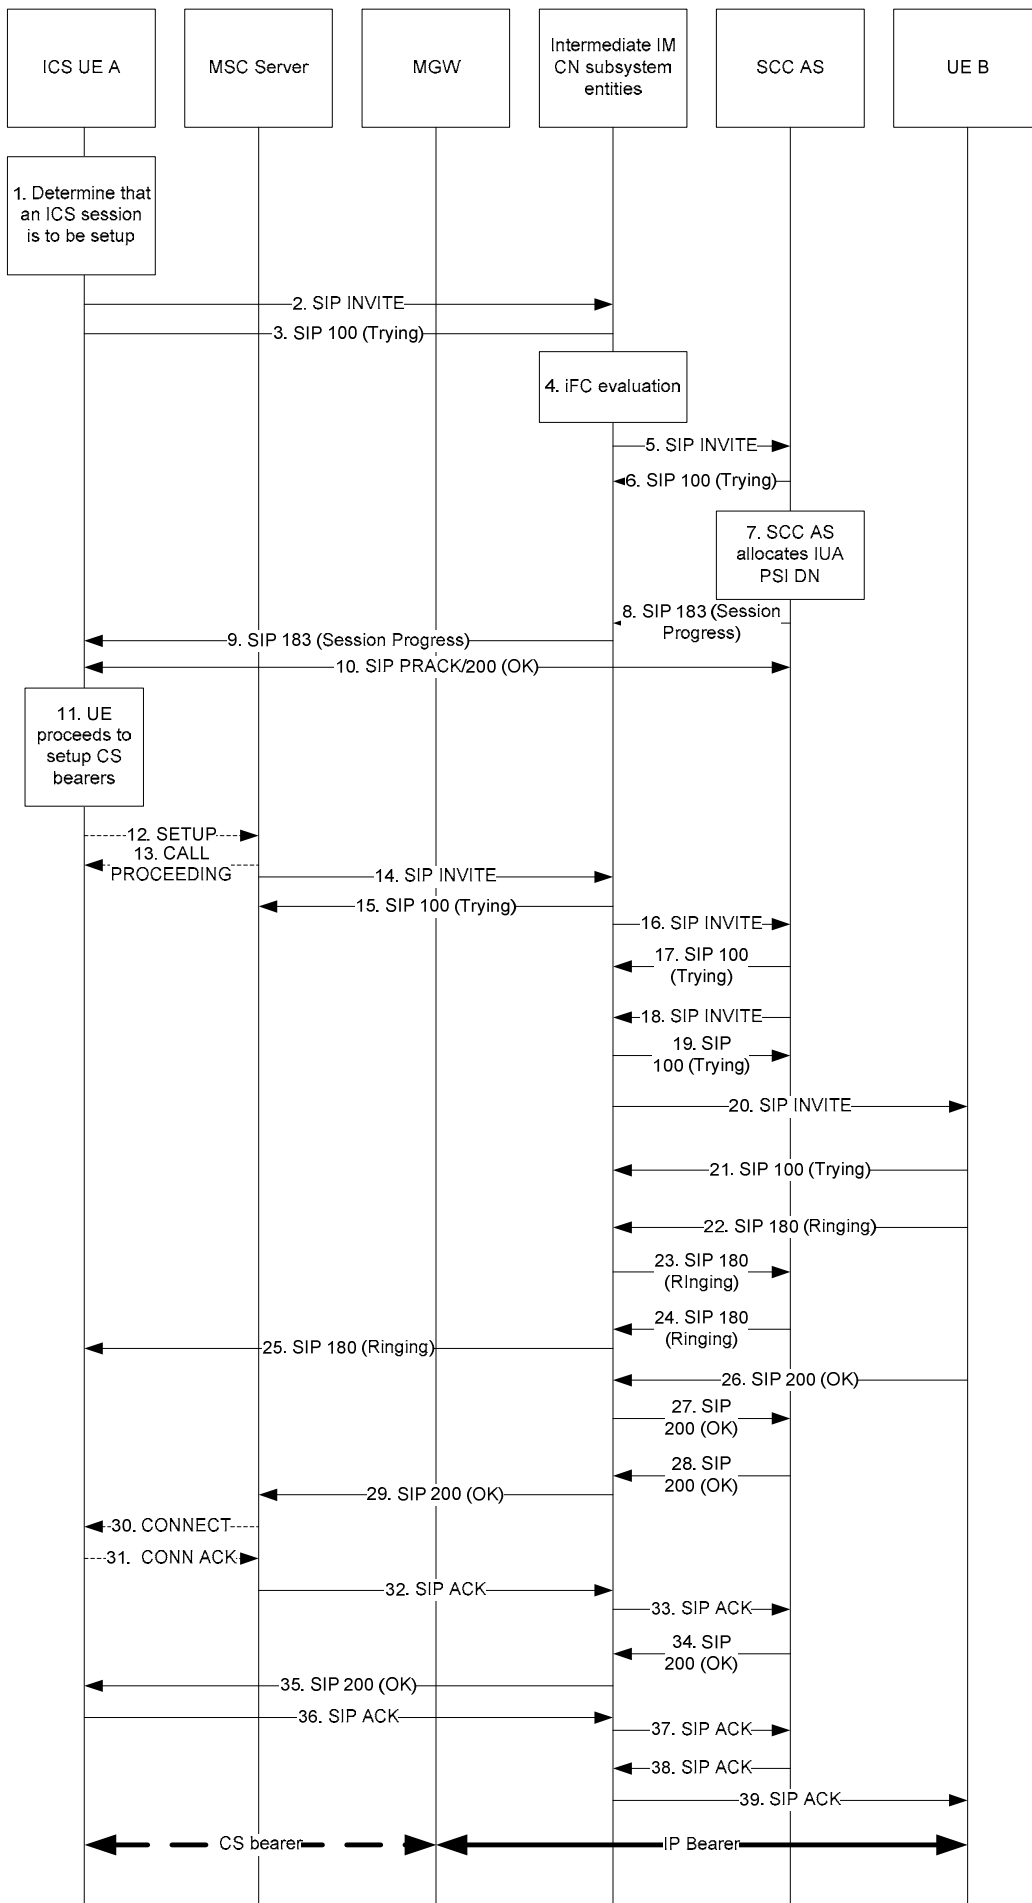 ICS UE A
MSC Server
MGW
Intermediate IM
CN subsystem
entities
SCC AS
UE B
1. Determine that
an ICS session
is to be setup
2. SIP INVITE
3. SIP 100 (Trying)
4. iFC evaluation
5. SIP INVITE
6. SIP 100 (Trying)
7. SCC AS
allocates IUA
PSI DN
8. SIP 183 (Session
Progress)
9. SIP 183 (Session Progress)
10. SIP PRACK/200 (OK)
11. UE
proceeds to
setup CS
bearers
12. SETUP
13. CALL
PROCEEDING
14. SIP INVITE
15. SIP 100 (Trying)
16. SIP INVITE
17. SIP 100
(Trying)
18. SIP INVITE
19. SIP
100 (Trying)
20. SIP INVITE
21. SIP 100 (Trying)
22. SIP 180 (Ringing)
23. SIP 180
(RInging)
24. SIP 180
(Ringing)
25. SIP 180 (Ringing)
26. SIP 200 (OK)
27. SIP
200 (OK)
28. SIP
200 (OK)
29. SIP 200 (OK)
30. CONNECT
31. CONN ACK
32. SIP ACK
33. SIP ACK
34. SIP
200 (OK)
35. SIP 200 (OK)
36. SIP ACK
37. SIP ACK
38. SIP ACK
39. SIP ACK
CS bearer
IP Bearer